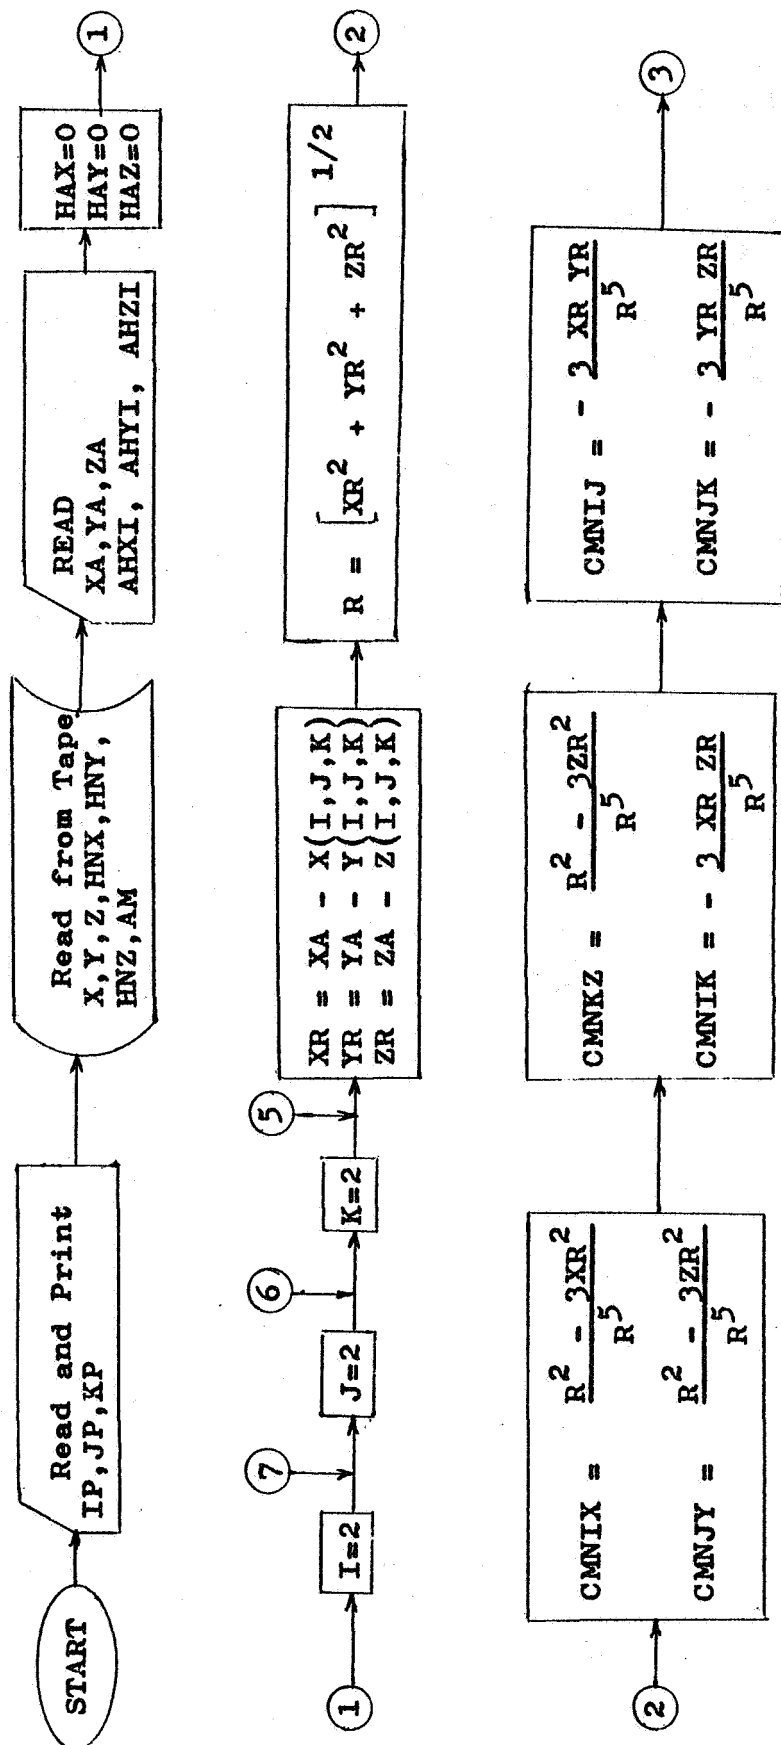 START
Read and Print
IP,JP,KP
Read from Tape
X,Y,Z,HNX,HNY,
HNZ,AM
READ
XA,YA,ZA
AHXI, AHYI, AHZI
HAX=0
HAY=0
HAZ=0
1
1
I=2
7
J=2
6
K=2
5
XR = XA - X(I,J,K)
YR = YA - Y(I,J,K)
ZR = ZA - Z(I,J,K)
R = [XR² + YR² + ZR²] 1/2
2
2
CMNIX = R² - 3XR² / R⁵
CMNJY = R² - 3ZR² / R⁵
CMNKZ = R² - 3ZR² / R⁵
CMNIK = - 3 XR ZR / R⁵
CMNIJ = - 3 XR YR / R⁵
CMNJK = - 3 YR ZR / R⁵
3